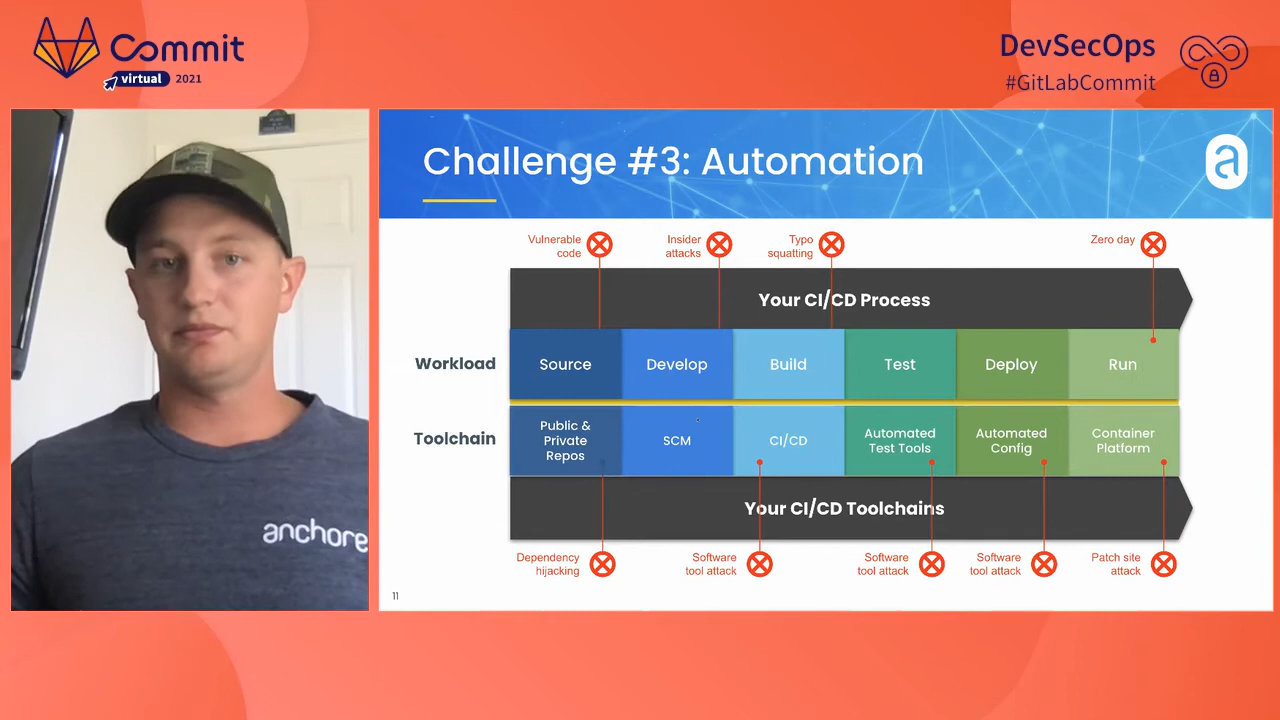 Commit
virtual 2021
DevSecOps
#GitLabCommit
anchore
Challenge #3: Automation
a
Vulnerable
code
Insider
attacks
Typo
squatting
Zero day
Your CI/CD Process
Workload
Source
Develop
Build
Test
Deploy
Run
Toolchain
Public &
Private
Repos
SCM
CI/CD
Automated
Test Tools
Automated
Config
Container
Platform
Your CI/CD Toolchains
Dependency
hijacking
Software
tool attack
Software
tool attack
Software
tool attack
Patch site
attack
11